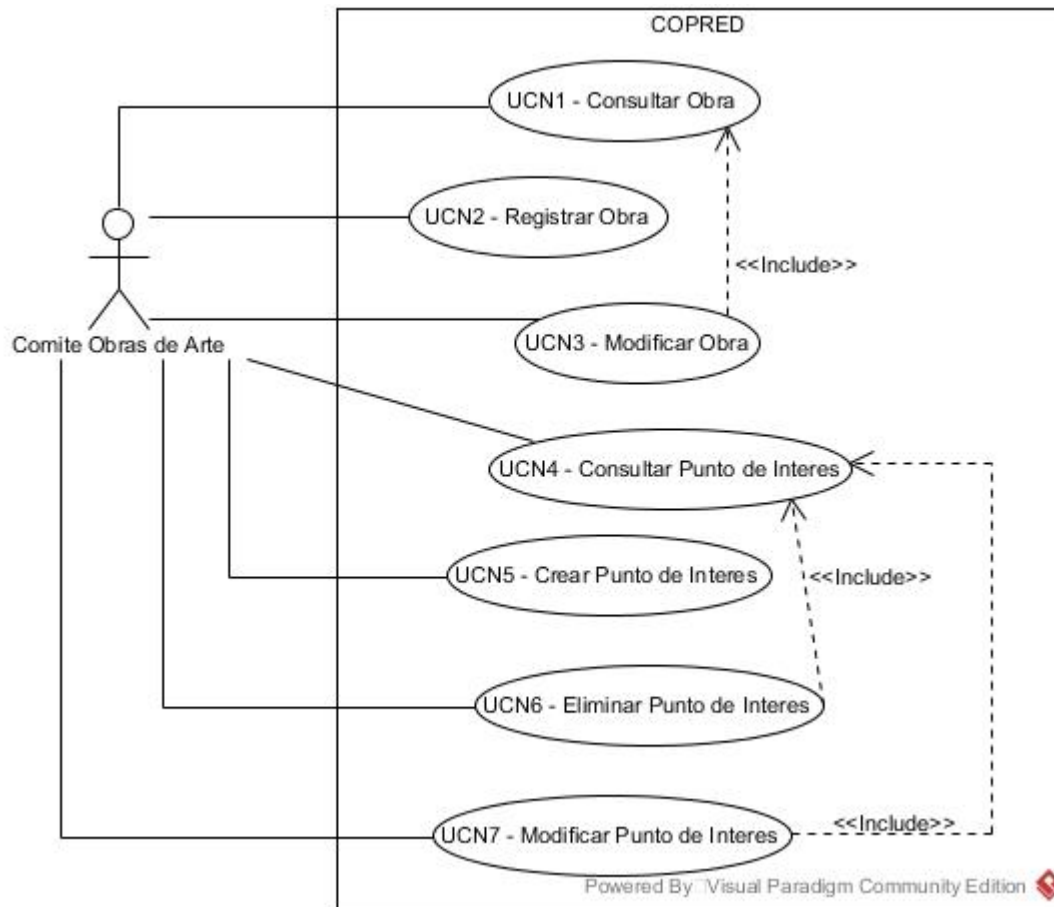 COPRED
UCN1 - Consultar Obra
UCN2 - Registrar Obra
<<Include>>
UCN3 - Modificar Obra
Comite Obras de Arte
UCN4 - Consultar Punto de Interes
UCN5 - Crear Punto de Interes
<<Include>>
UCN6 - Eliminar Punto de Interes
UCN7 - Modificar Punto de Interes
<<Include>>
Powered By Visual Paradigm Community Edition